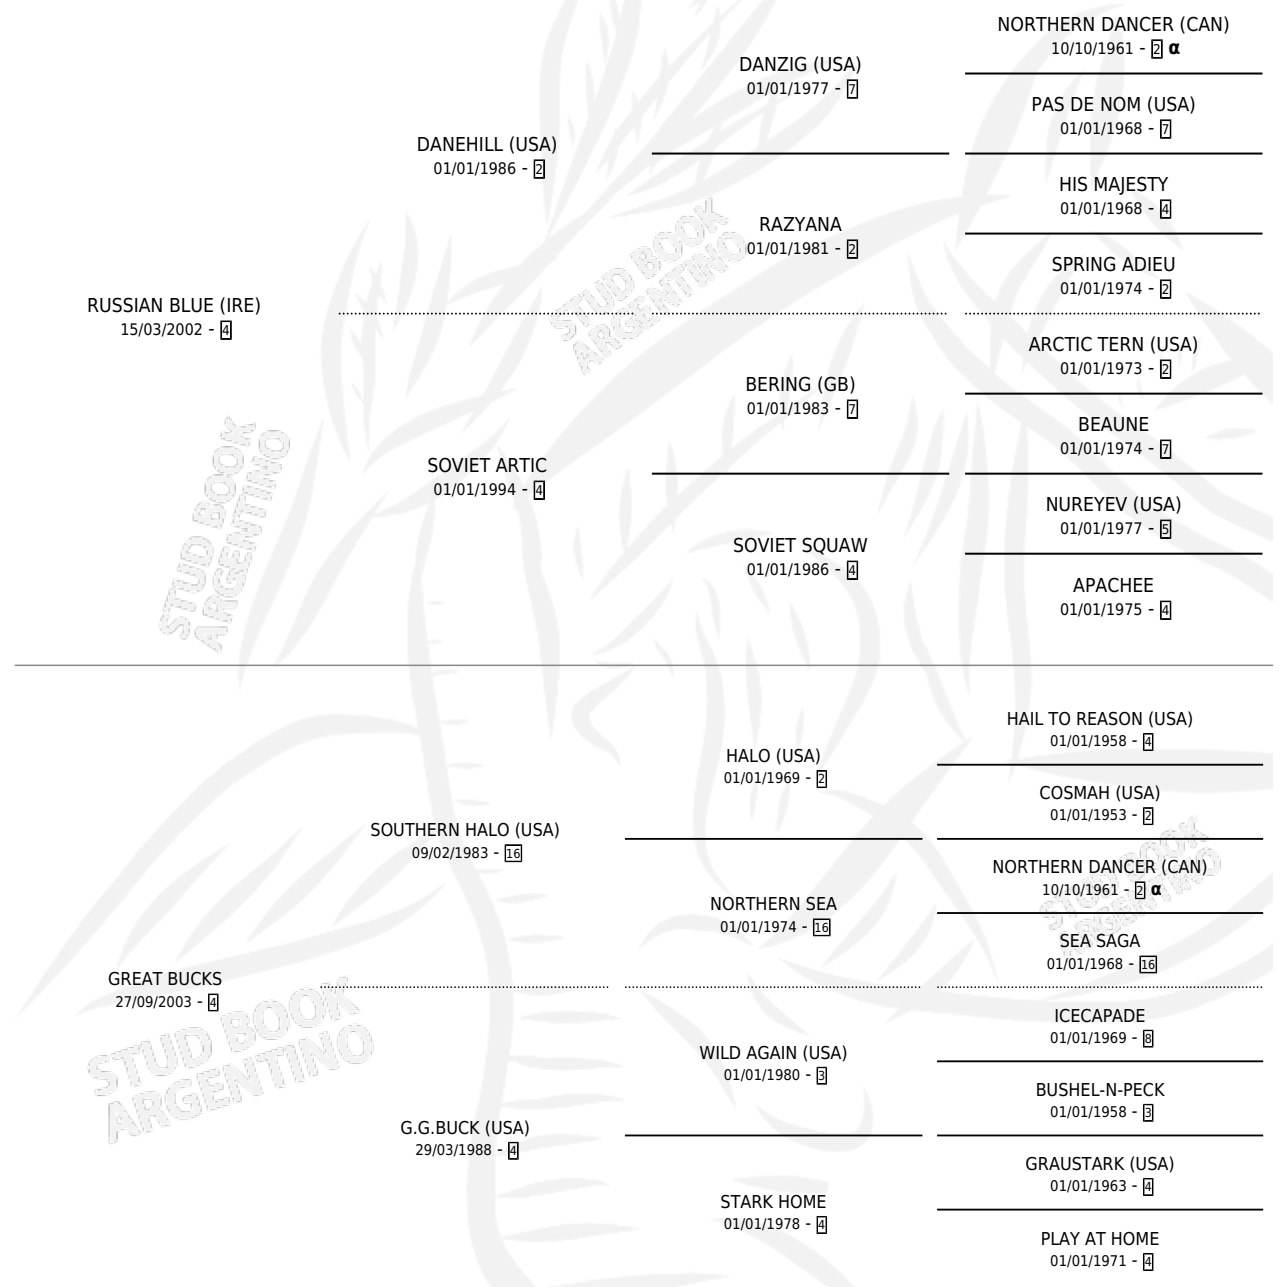 NORTHERN DANCER (CAN)
10/10/1961 - 2 α
DANZIG (USA)
01/01/1977 - 7
PAS DE NOM (USA)
01/01/1968 - 7
DANEHILL (USA)
01/01/1986 - 2
HIS MAJESTY
01/01/1968 - 4
RAZYANA
01/01/1981 - 2
SPRING ADIEU
01/01/1974 - 2
STUD BOOK
ARGENTINO
RUSSIAN BLUE (IRE)
15/03/2002 - 4
ARCTIC TERN (USA)
01/01/1973 - 2
BERING (GB)
01/01/1983 - 7
BEAUNE
01/01/1974 - 7
SOVIET ARTIC
01/01/1994 - 4
NUREYEV (USA)
01/01/1977 - 5
SOVIET SQUAW
01/01/1986 - 4
APACHEE
01/01/1975 - 4
STUD BOOK
ARGENTINO
HAIL TO REASON (USA)
01/01/1958 - 4
HALO (USA)
01/01/1969 - 2
COSMAH (USA)
01/01/1953 - 2
SOUTHERN HALO (USA)
09/02/1983 - 16
NORTHERN DANCER (CAN)
10/10/1961 - 2 α
NORTHERN SEA
01/01/1974 - 16
SEA SAGA
01/01/1968 - 16
STUD BOOK
ARGENTINO
GREAT BUCKS
27/09/2003 - 4
ICECAPADE
01/01/1969 - 8
WILD AGAIN (USA)
01/01/1980 - 3
BUSHEL-N-PECK
01/01/1958 - 3
G.G.BUCK (USA)
29/03/1988 - 4
GRAUSTARK (USA)
01/01/1963 - 4
STARK HOME
01/01/1978 - 4
PLAY AT HOME
01/01/1971 - 4
STUD BOOK
ARGENTINO